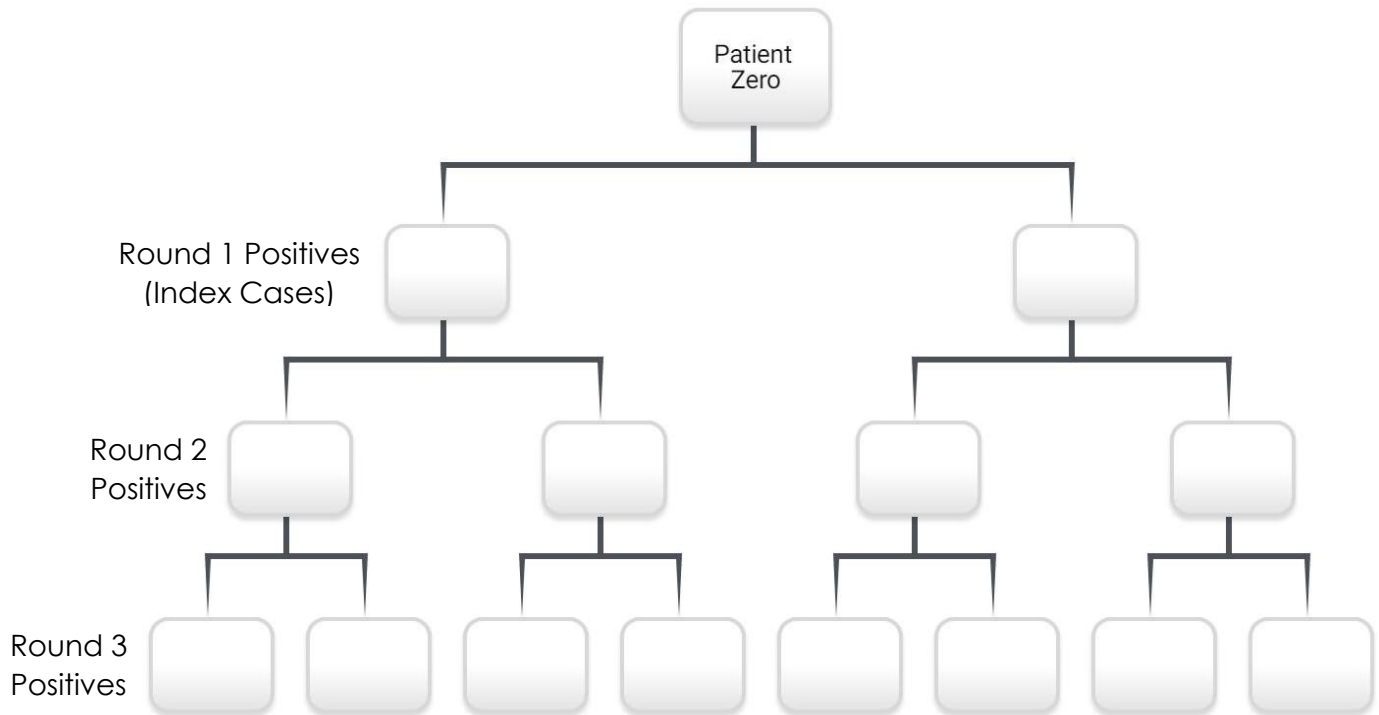 Patient
Zero
Round 1 Positives
(Index Cases)
Round 2
Positives
Round 3
Positives